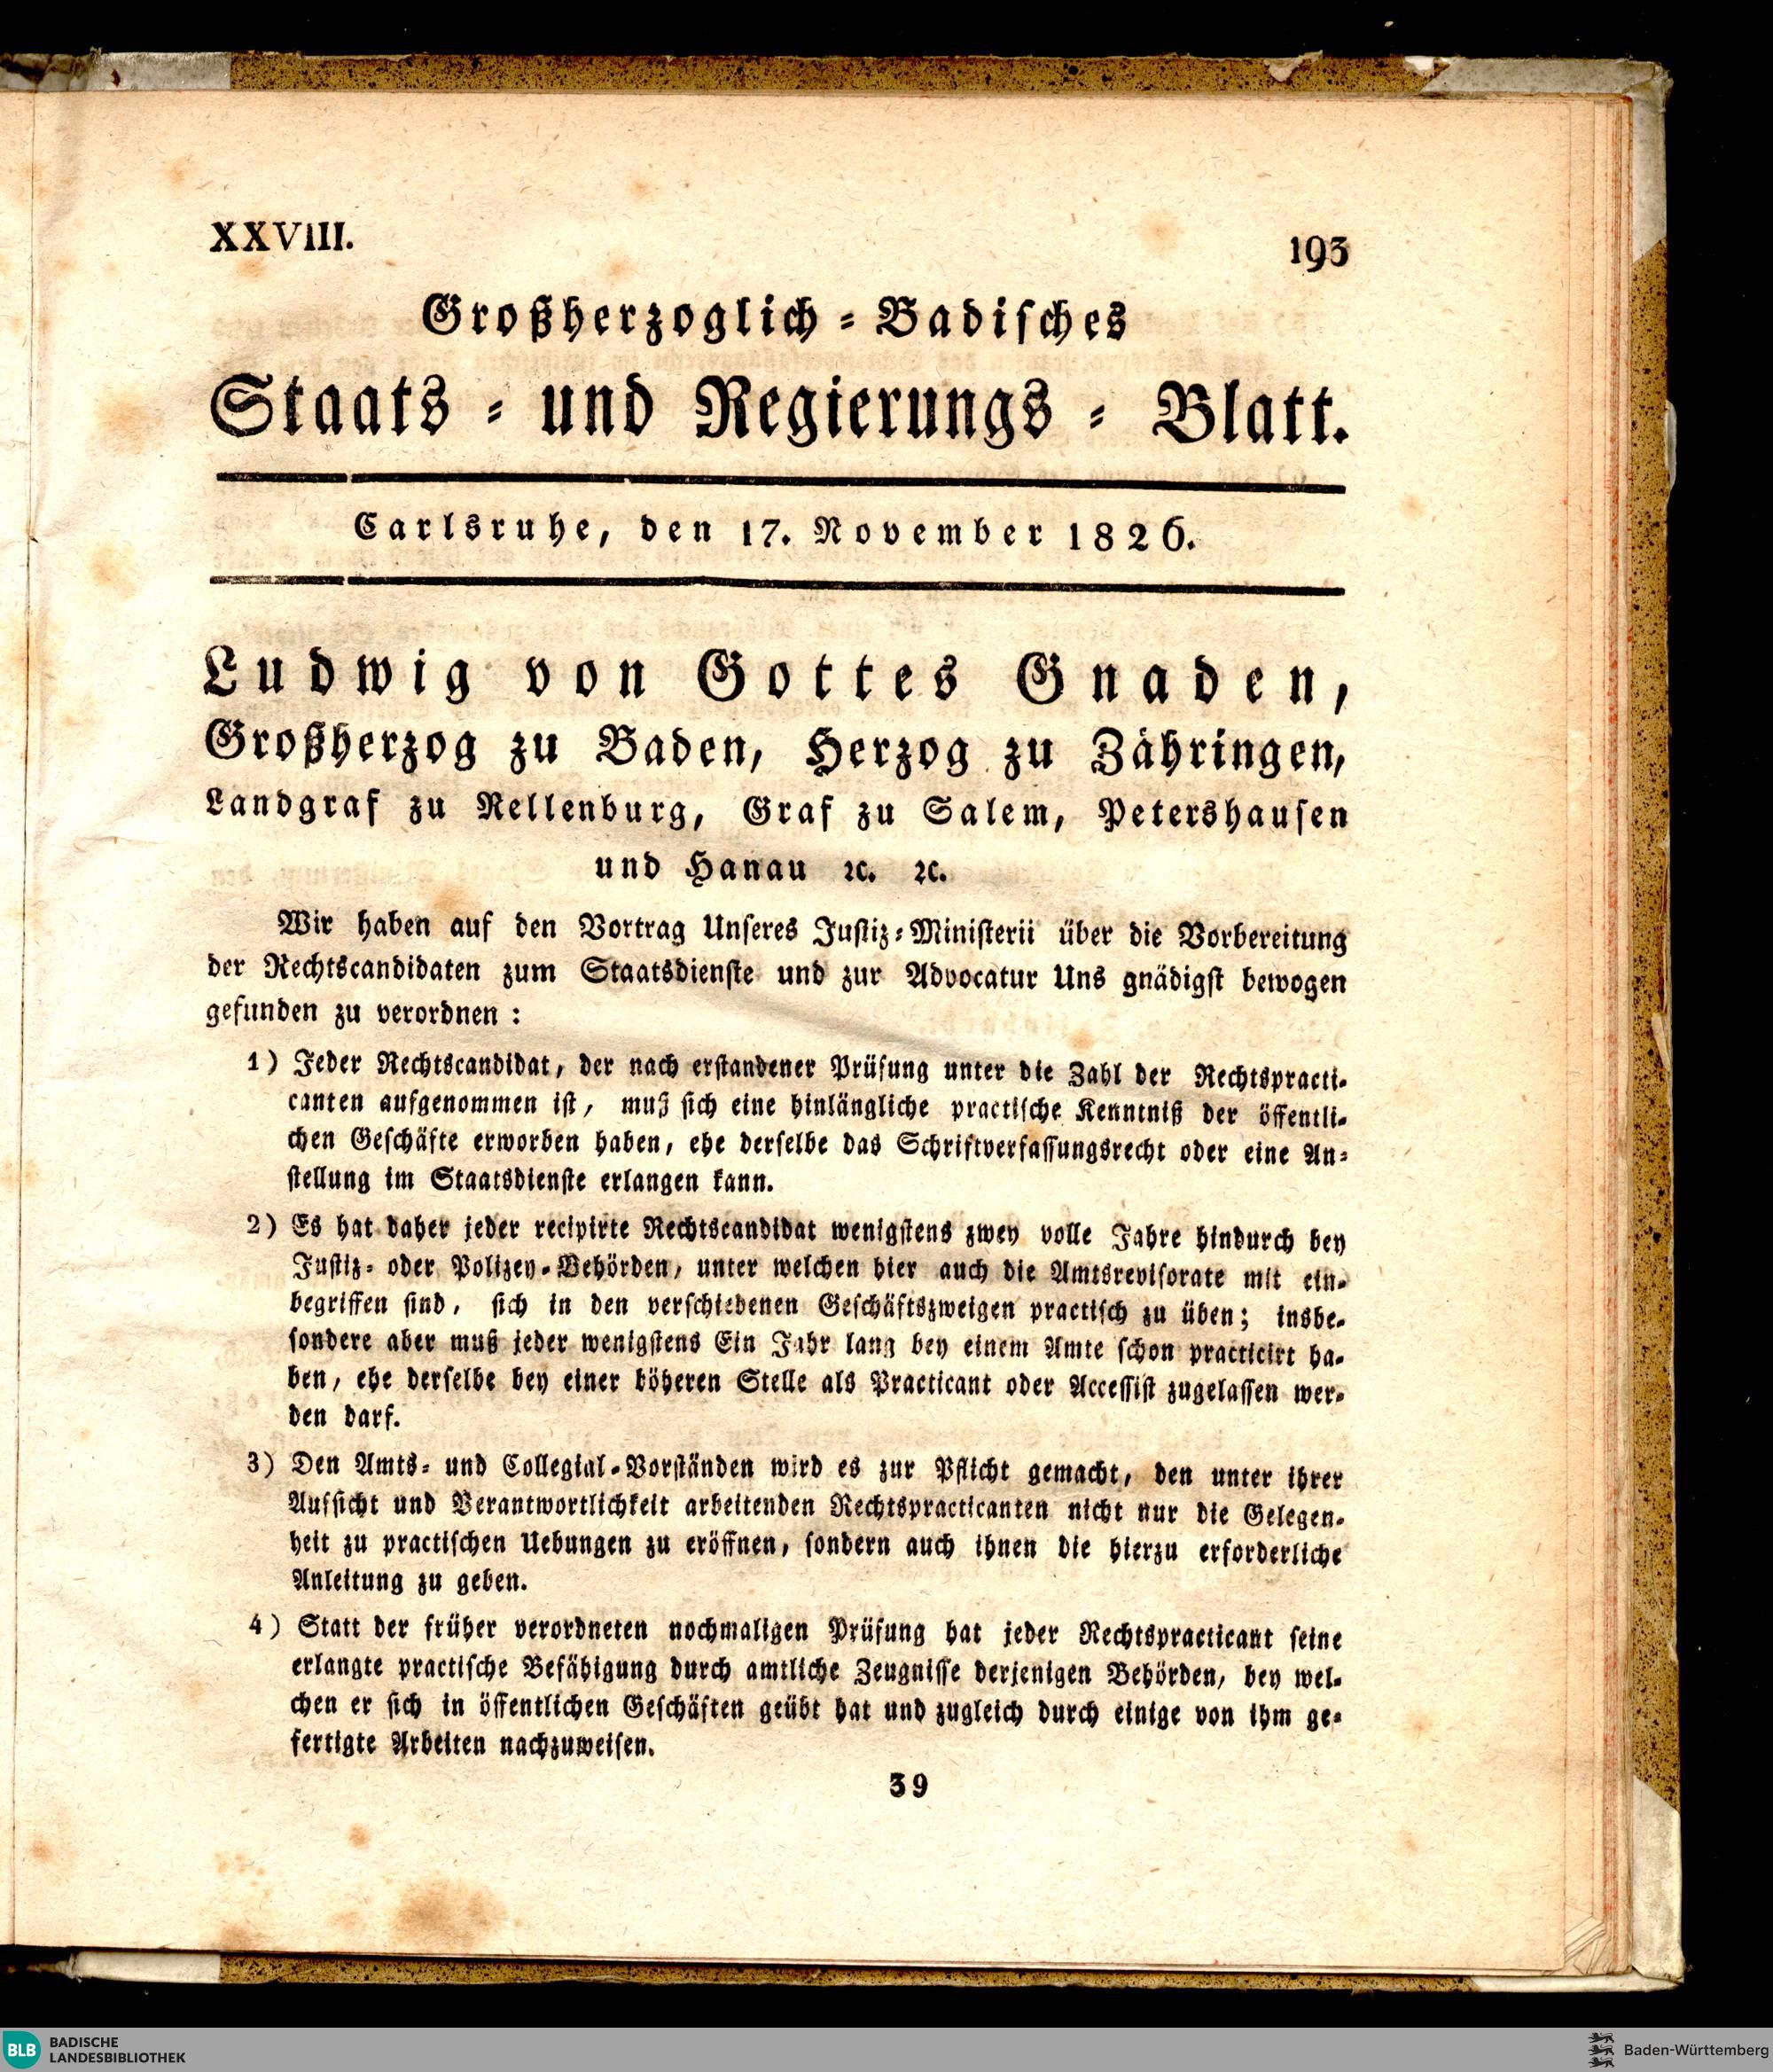 XXVIII.
193
Großherzoglich-Badisches
Staats- und Regierungs-Blatt.
Carlsruhe, den 17. November 1826.
Ludwig von Gottes Gnaden,
Großherzog zu Baden, Herzog zu Zähringen,
Landgraf zu Nellenburg, Graf zu Salem, Petershausen
und Hanau ꝛc. ꝛc.
Wir haben auf den Vortrag Unseres Justiz-Ministerii über die Vorbereitung
der Rechtscandidaten zum Staatsdienste und zur Advocatur Uns gnädigst bewogen
gefunden zu verordnen :
1) Jeder Rechtscandidat, der nach erstandener Prüfung unter die Zahl der Rechtspracti-
canten aufgenommen ist, muß sich eine hinlängliche practische Kenntniß der öffentli-
chen Geschäfte erworben haben, ehe derselbe das Schriftverfassungsrecht oder eine An-
stellung im Staatsdienste erlangen kann.
2) Es hat daher jeder recipirte Rechtscandidat wenigstens zwey volle Jahre hindurch bey
Justiz- oder Polizey-Behörden, unter welchen hier auch die Amtsrevisorate mit ein-
begriffen sind, sich in den verschiedenen Geschäftszweigen practisch zu üben; insbe-
sondere aber muß jeder wenigstens Ein Jahr lang bey einem Amte schon practicirt ha-
ben, ehe derselbe bey einer höheren Stelle als Practicant oder Accessist zugelassen wer-
den darf.
3) Den Amts- und Collegial-Vorständen wird es zur Pflicht gemacht, den unter ihrer
Aufsicht und Verantwortlichkeit arbeitenden Rechtspracticanten nicht nur die Gelegen-
heit zu practischen Uebungen zu eröffnen, sondern auch ihnen die hierzu erforderliche
Anleitung zu geben.
4) Statt der früher verordneten nochmaligen Prüfung hat jeder Rechtspracticant seine
erlangte practische Befähigung durch amtliche Zeugnisse derjenigen Behörden, bey wel-
chen er sich in öffentlichen Geschäften geübt hat und zugleich durch einige von ihm ge-
fertigte Arbeiten nachzuweisen.
39
BLB BADISCHE
LANDESBIBLIOTHEK
Baden-Württemberg